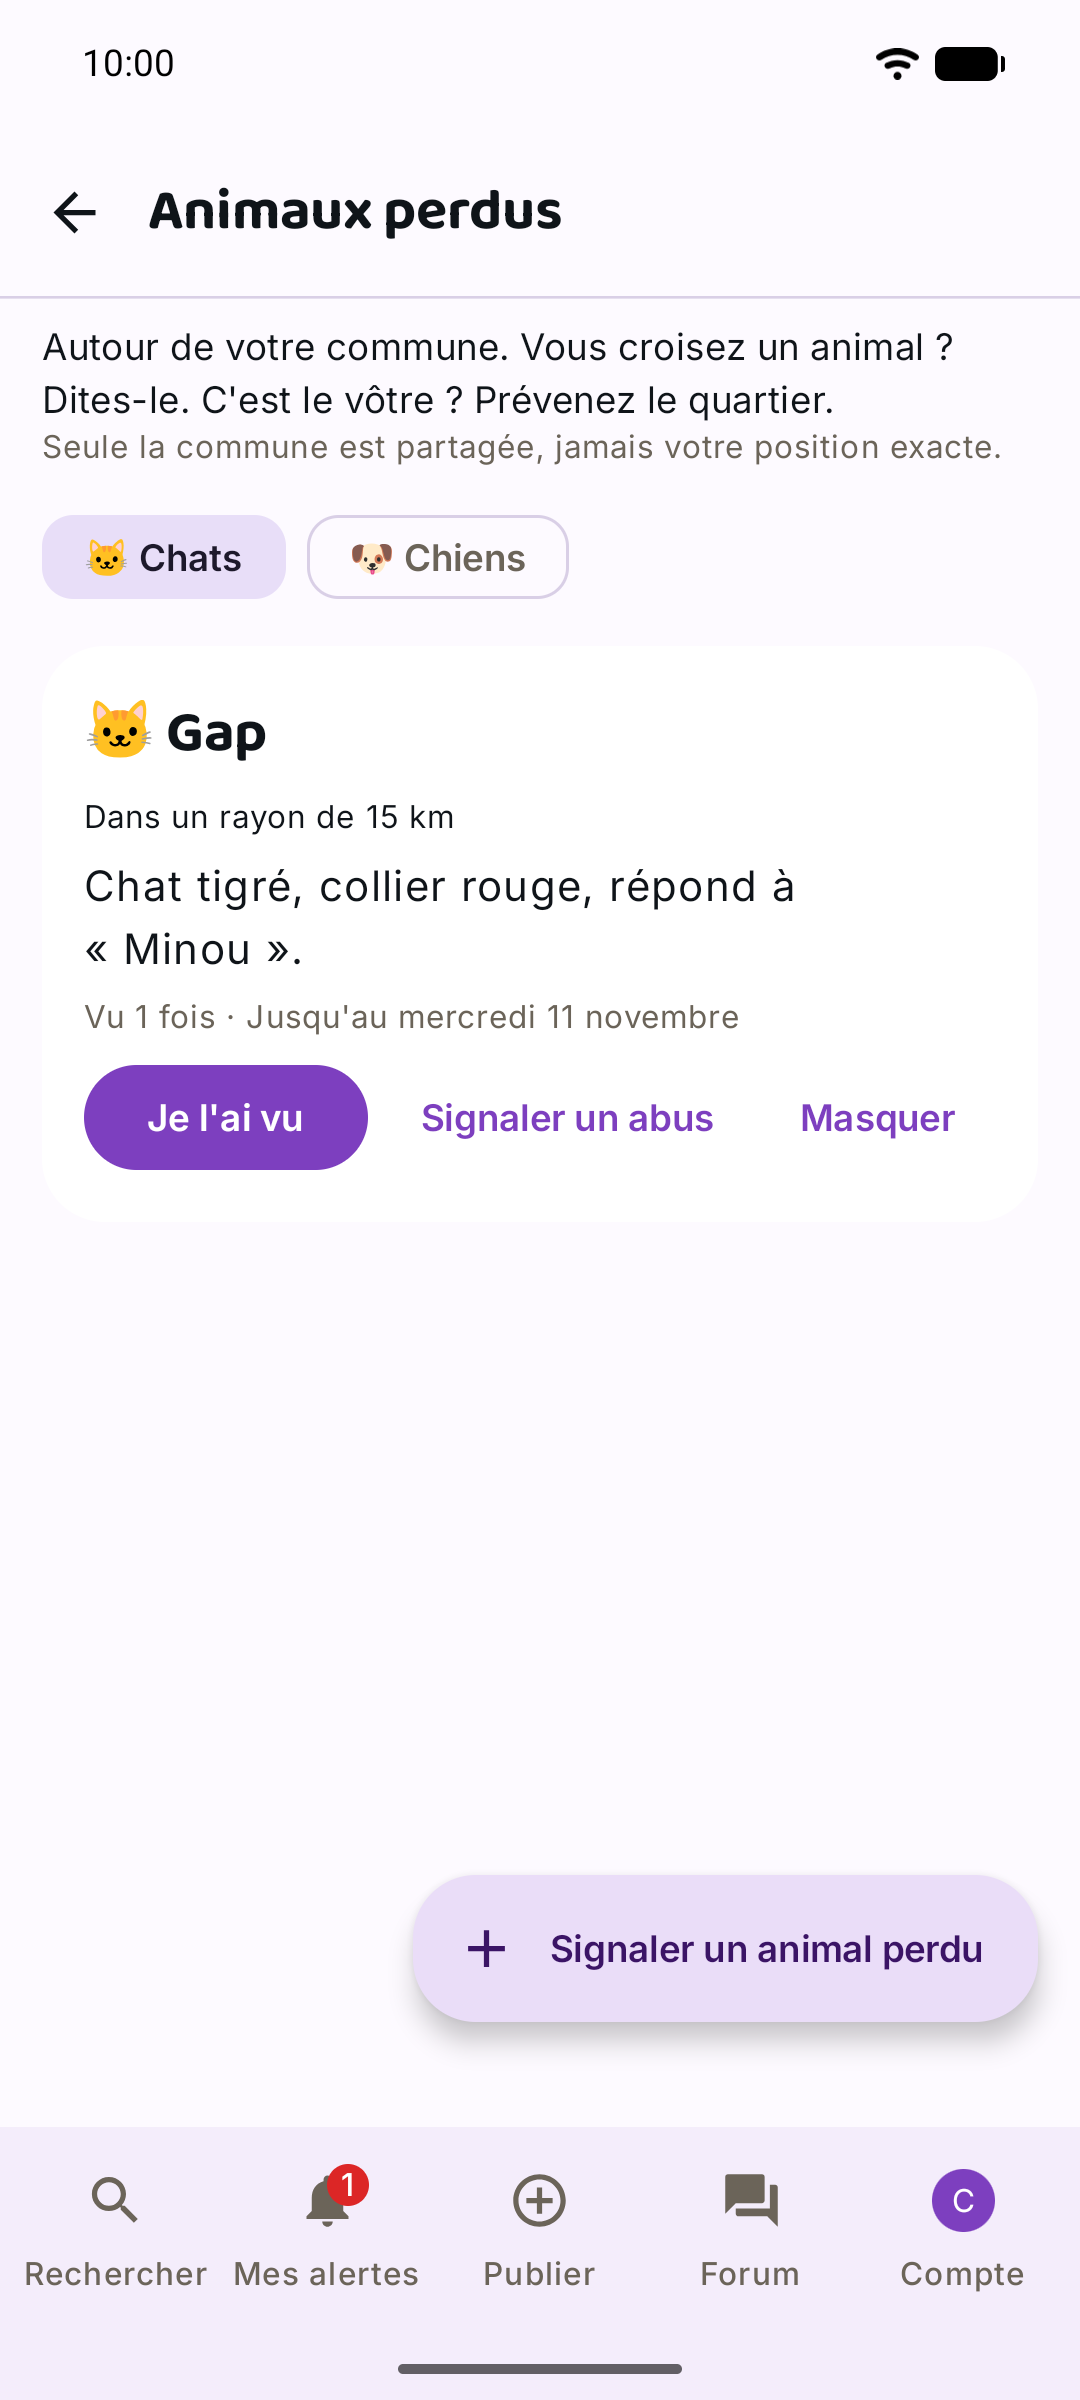 10:00
Animaux perdus
Autour de votre commune. Vous croisez un animal ?
Dites-le. C'est le vôtre ? Prévenez le quartier.
Seule la commune est partagée, jamais votre position exacte.
🐱 Chats
🐶 Chiens
🐱 Gap
Dans un rayon de 15 km
Chat tigré, collier rouge, répond à
« Minou ».
Vu 1 fois · Jusqu'au mercredi 11 novembre
Je l'ai vu
Signaler un abus
Masquer
Signaler un animal perdu
1
C
Rechercher
Mes alertes
Publier
Forum
Compte